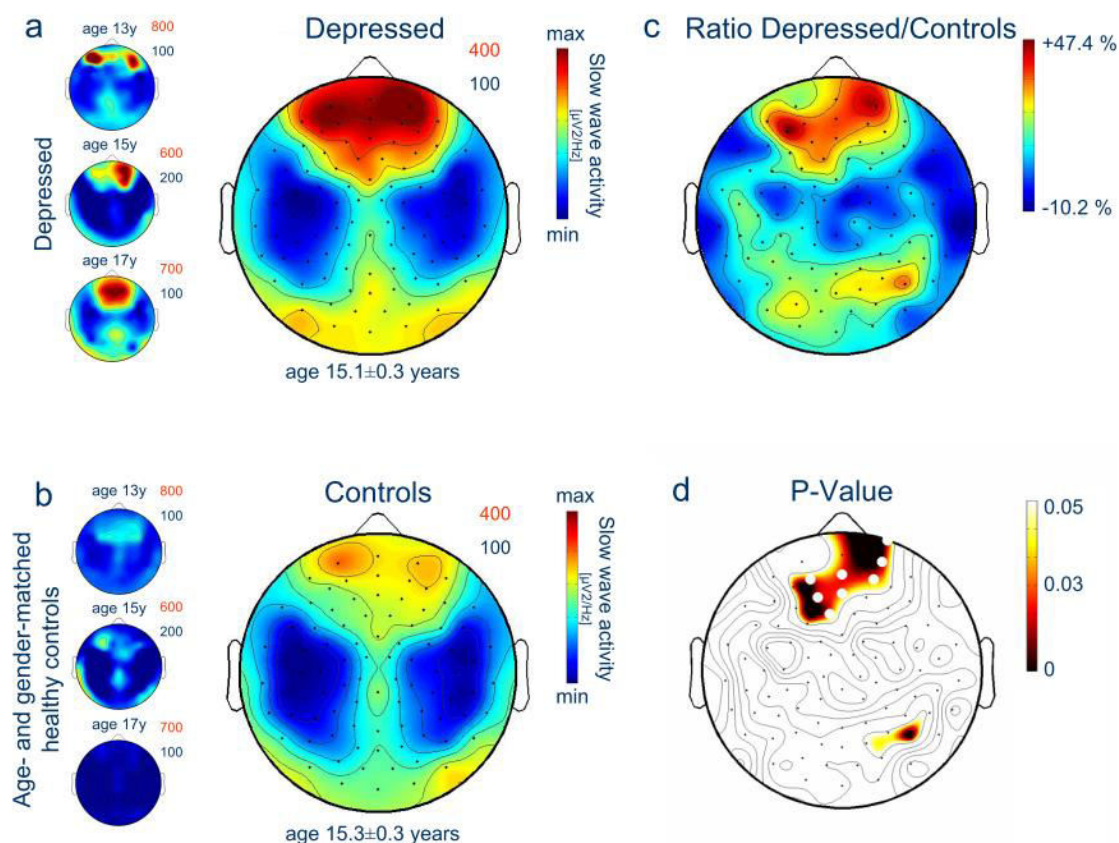 a
age 13y
800
100
age 15y
600
200
age 17y
700
100
Depressed
Depressed
400
100
max
Slow wave activity
[µV2/Hz]
min
age 15.1±0.3 years
c
Ratio Depressed/Controls
+47.4 %
-10.2 %
b
age 13y
800
100
age 15y
600
200
age 17y
700
100
Age- and gender-matched
healthy controls
Controls
400
100
max
Slow wave activity
[µV2/Hz]
min
age 15.3±0.3 years
d
P-Value
0.05
0.03
0